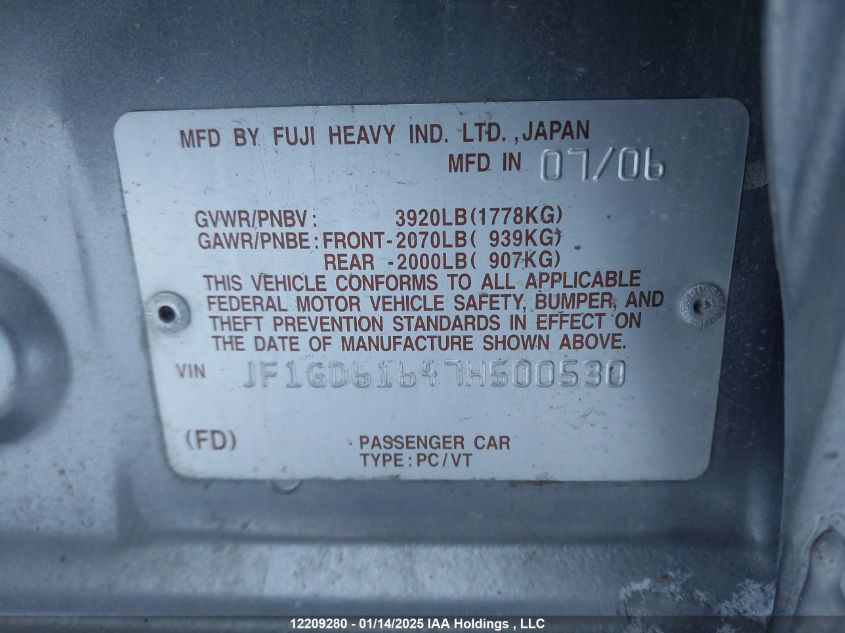 MFD BY FUJI HEAVY IND. LTD.,JAPAN
MFD IN 07/06
GVWR/PNBV: 3920LB(1778KG)
GAWR/PNBE:FRONT-2070LB( 939KG)
REAR -2000LB( 907KG)
THIS VEHICLE CONFORMS TO ALL APPLICABLE
FEDERAL MOTOR VEHICLE SAFETY, BUMPER, AND
THEFT PREVENTION STANDARDS IN EFFECT ON
THE DATE OF MANUFACTURE SHOWN ABOVE.
VIN JF1GD61647H500530
(FD) PASSENGER CAR
TYPE:PC/VT
12209280 - 01/14/2025 IAA Holdings , LLC